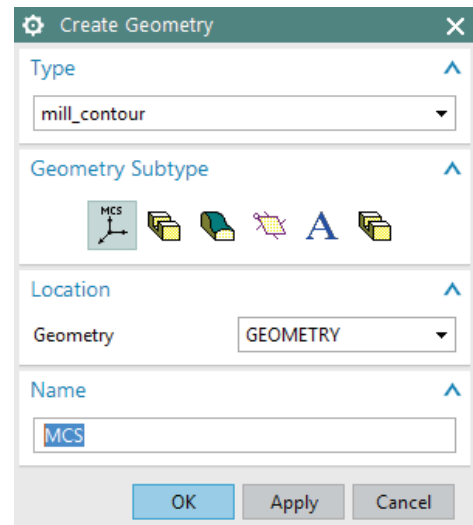 Create Geometry
Type
mill_contour
Geometry Subtype
MCS
A
Location
Geometry GEOMETRY
Name
MCS
OK Apply Cancel